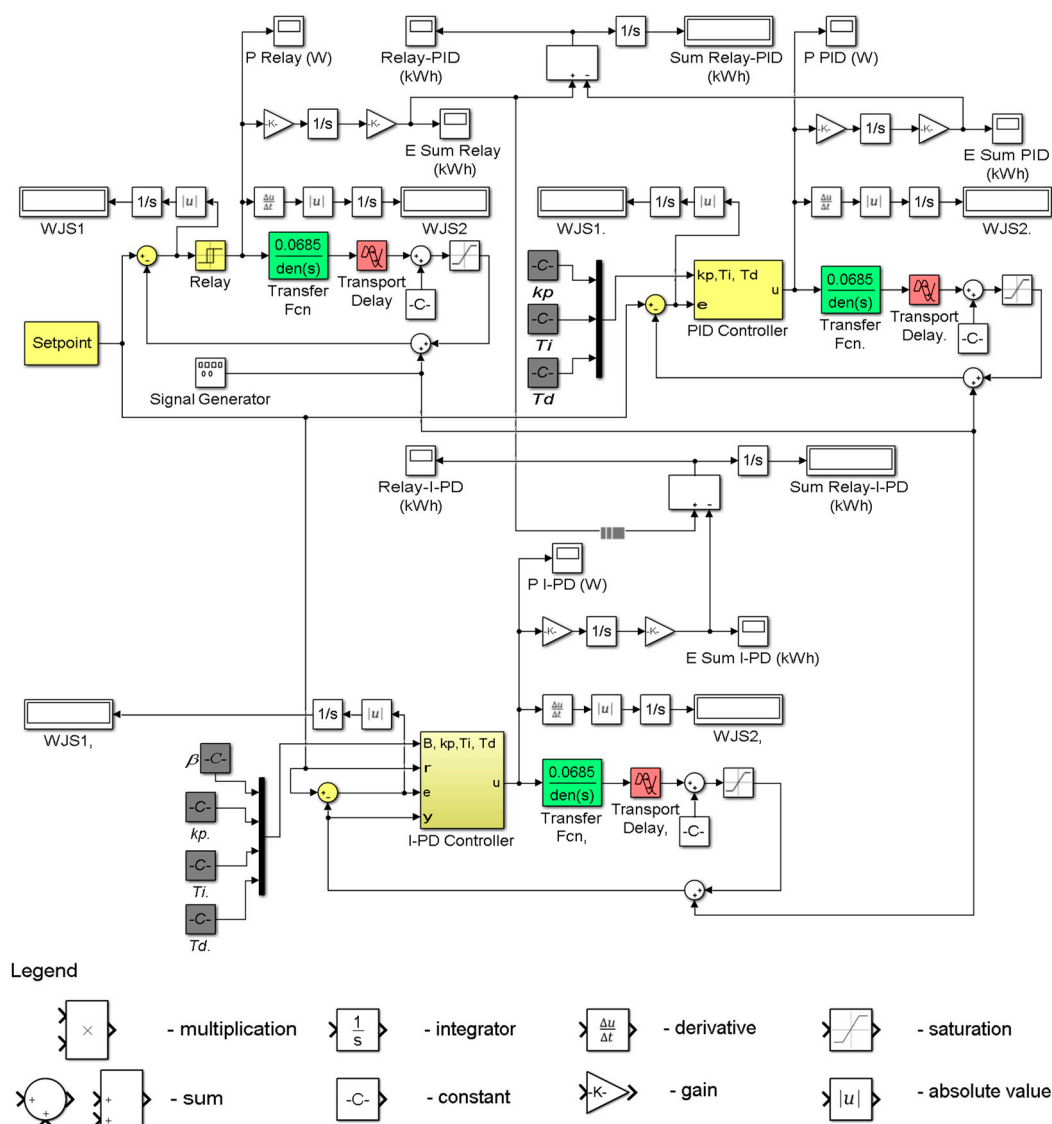 P Relay (W)
Relay-PID
(kWh)
1/s
Sum Relay-PID
(kWh)
P PID (W)
+ -
-K-
1/s
-K-
E Sum Relay
(kWh)
-K-
1/s
-K-
E Sum PID
(kWh)
WJS1
1/s
|u|
Δu
Δt
|u|
1/s
WJS2
WJS1.
1/s
|u|
Δu
Δt
|u|
1/s
WJS2.
+ -
Relay
0.0685
den(s)
Transfer
Fcn
Transport
Delay
+
+
-C-
-C-
kp
-C-
Ti
-C-
Td
+ -
kp,Ti, Td
e
u
PID Controller
0.0685
den(s)
Transfer
Fcn.
Transport
Delay.
+
+
-C-
Setpoint
+
+
Signal Generator
+
+
Relay-I-PD
(kWh)
1/s
Sum Relay-I-PD
(kWh)
+ -
P I-PD (W)
-K-
1/s
-K-
E Sum I-PD (kWh)
WJS1,
1/s
|u|
Δu
Δt
|u|
1/s
WJS2,
β
-C-
-C-
kp.
-C-
Ti.
-C-
Td.
+ -
B, kp,Ti, Td
r
e
y
u
I-PD Controller
0.0685
den(s)
Transfer
Fcn,
Transport
Delay,
+
+
-C-
+
+
Legend
×
- multiplication
1
s
- integrator
Δu
Δt
- derivative
- saturation
+
+
+
+
- sum
-C-
- constant
-K-
- gain
|u|
- absolute value